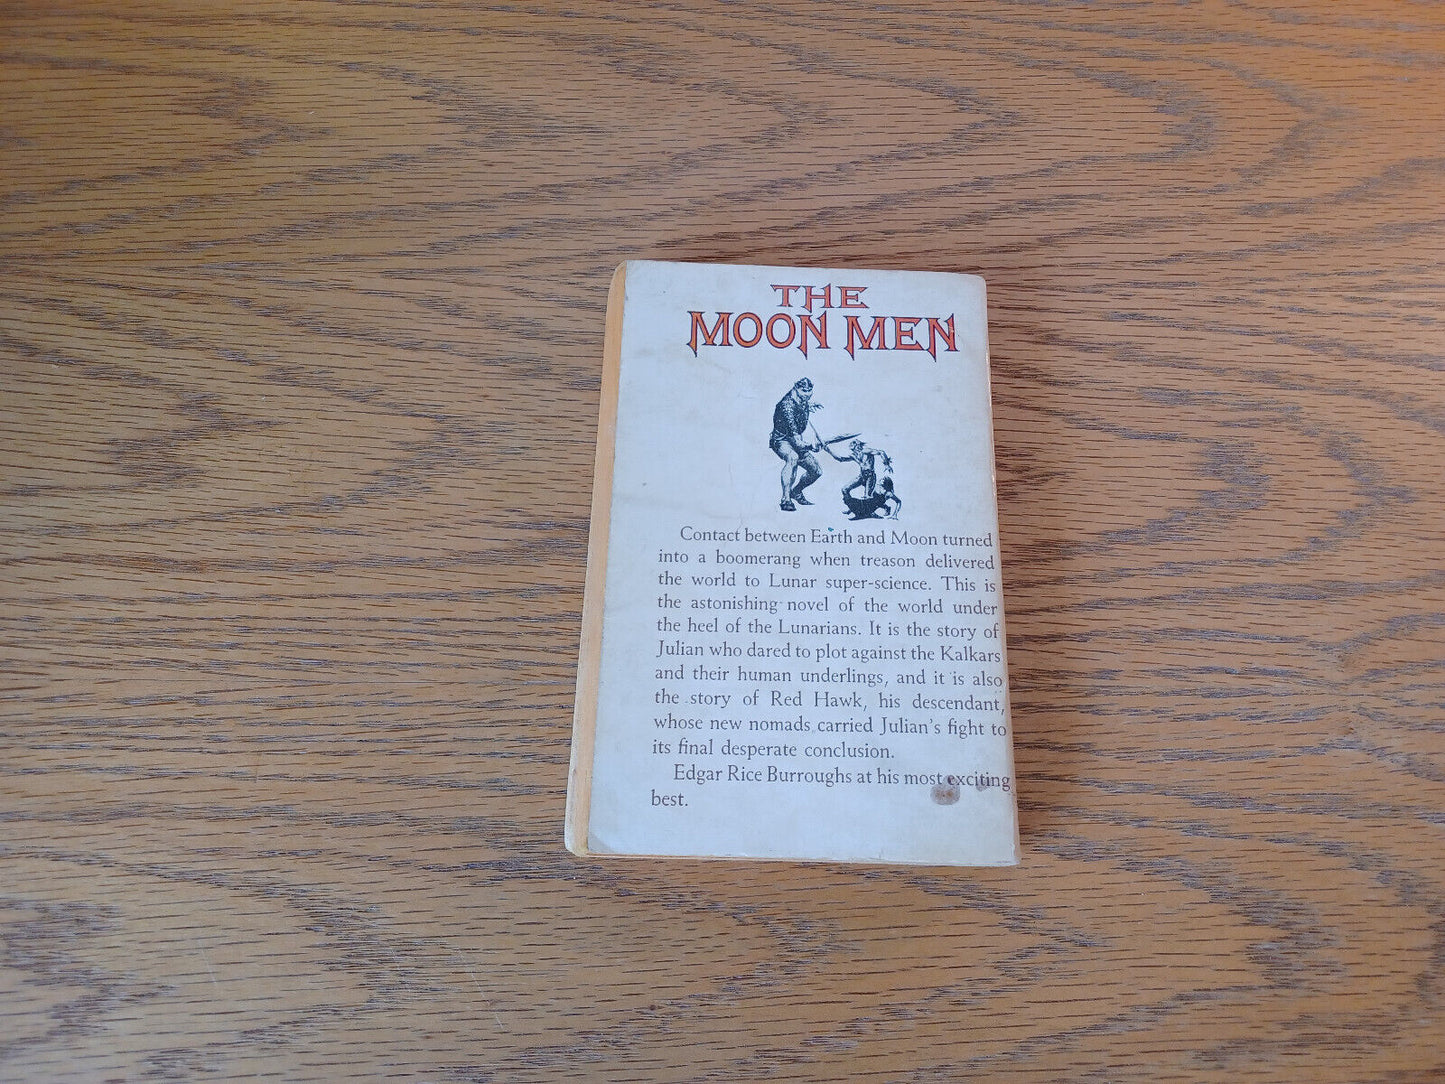 THE
MOON MEN
Contact between Earth and Moon turned
into a boomerang when treason delivered
the world to Lunar super-science. This is
the astonishing novel of the world under
the heel of the Lunarians. It is the story of
Julian who dared to plot against the Kalkars
and their human underlings, and it is also
the story of Red Hawk, his descendant,
whose new nomads carried Julian's fight to
its final desperate conclusion.
Edgar Rice Burroughs at his most exciting
best.